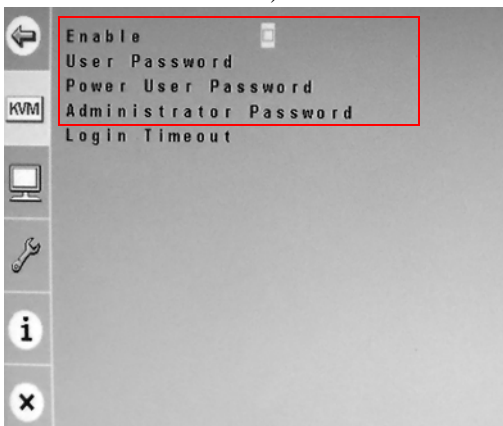 Enable
User Password
Power User Password
KVM
Administrator Password
Login Timeout
i